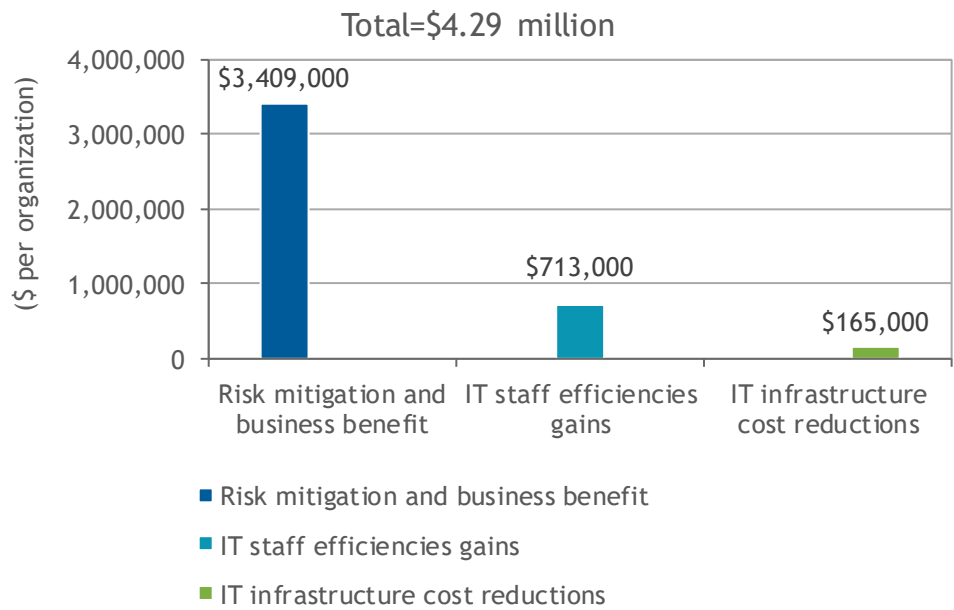 Total=$4.29 million
($ per organization)
4,000,000
3,000,000
2,000,000
1,000,000
0
$3,409,000
$713,000
$165,000
Risk mitigation and
business benefit
IT staff efficiencies
gains
IT infrastructure
cost reductions
Risk mitigation and business benefit
IT staff efficiencies gains
IT infrastructure cost reductions